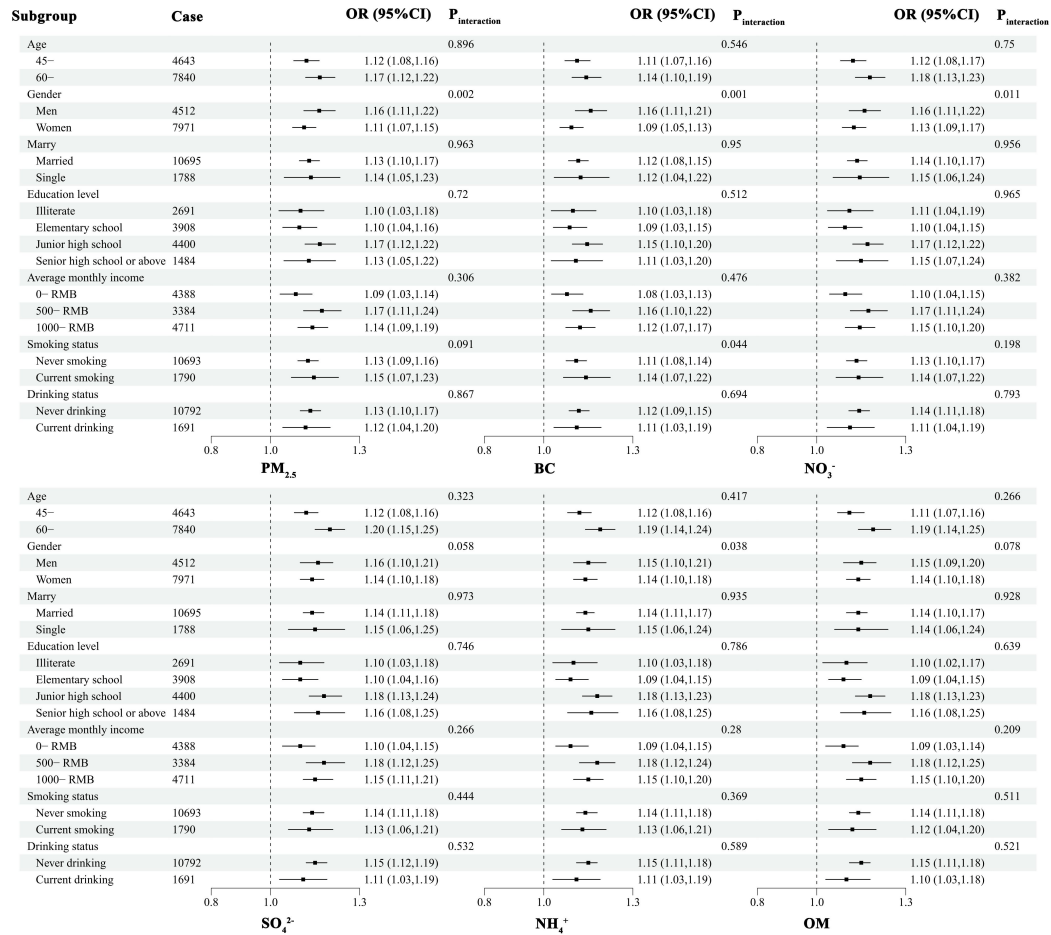 Subgroup Case OR (95%CI) P interaction OR (95%CI) P interaction OR (95%CI) P interaction
Age 0.896 0.546 0.75
45− 4643 1.12 (1.08,1.16) 1.11 (1.07,1.16) 1.12 (1.08,1.17)
60− 7840 1.17 (1.12,1.22) 1.14 (1.10,1.19) 1.18 (1.13,1.23)
Gender 0.002 0.001 0.011
Men 4512 1.16 (1.11,1.22) 1.16 (1.11,1.21) 1.16 (1.11,1.22)
Women 7971 1.11 (1.07,1.15) 1.09 (1.05,1.13) 1.13 (1.09,1.17)
Marry 0.963 0.95 0.956
Married 10695 1.13 (1.10,1.17) 1.12 (1.08,1.15) 1.14 (1.10,1.17)
Single 1788 1.14 (1.05,1.23) 1.12 (1.04,1.22) 1.15 (1.06,1.24)
Education level 0.72 0.512 0.965
Illiterate 2691 1.10 (1.03,1.18) 1.10 (1.03,1.18) 1.11 (1.04,1.19)
Elementary school 3908 1.10 (1.04,1.16) 1.09 (1.03,1.15) 1.10 (1.04,1.15)
Junior high school 4400 1.17 (1.12,1.22) 1.15 (1.10,1.20) 1.17 (1.12,1.22)
Senior high school or above 1484 1.13 (1.05,1.22) 1.11 (1.03,1.20) 1.15 (1.07,1.24)
Average monthly income 0.306 0.476 0.382
0− RMB 4388 1.09 (1.03,1.14) 1.08 (1.03,1.13) 1.10 (1.04,1.15)
500− RMB 3384 1.17 (1.11,1.24) 1.16 (1.10,1.22) 1.17 (1.11,1.24)
1000− RMB 4711 1.14 (1.09,1.19) 1.12 (1.07,1.17) 1.15 (1.10,1.20)
Smoking status 0.091 0.044 0.198
Never smoking 10693 1.13 (1.09,1.16) 1.11 (1.08,1.14) 1.13 (1.10,1.17)
Current smoking 1790 1.15 (1.07,1.23) 1.14 (1.07,1.22) 1.14 (1.07,1.22)
Drinking status 0.867 0.694 0.793
Never drinking 10792 1.13 (1.10,1.17) 1.12 (1.09,1.15) 1.14 (1.11,1.18)
Current drinking 1691 1.12 (1.04,1.20) 1.11 (1.03,1.19) 1.11 (1.04,1.19)
0.8 1.0 1.3 0.8 1.0 1.3 0.8 1.0 1.3
PM2.5 BC NO3-
Age 0.323 0.417 0.266
45− 4643 1.12 (1.08,1.16) 1.12 (1.08,1.16) 1.11 (1.07,1.16)
60− 7840 1.20 (1.15,1.25) 1.19 (1.14,1.24) 1.19 (1.14,1.25)
Gender 0.058 0.038 0.078
Men 4512 1.16 (1.10,1.21) 1.15 (1.10,1.21) 1.15 (1.09,1.20)
Women 7971 1.14 (1.10,1.18) 1.14 (1.10,1.18) 1.14 (1.10,1.18)
Marry 0.973 0.935 0.928
Married 10695 1.14 (1.11,1.18) 1.14 (1.11,1.17) 1.14 (1.10,1.17)
Single 1788 1.15 (1.06,1.25) 1.15 (1.06,1.24) 1.14 (1.06,1.24)
Education level 0.746 0.786 0.639
Illiterate 2691 1.10 (1.03,1.18) 1.10 (1.03,1.18) 1.10 (1.02,1.17)
Elementary school 3908 1.10 (1.04,1.16) 1.09 (1.04,1.15) 1.09 (1.04,1.15)
Junior high school 4400 1.18 (1.13,1.24) 1.18 (1.13,1.23) 1.18 (1.13,1.23)
Senior high school or above 1484 1.16 (1.08,1.25) 1.16 (1.08,1.25) 1.16 (1.08,1.25)
Average monthly income 0.266 0.28 0.209
0− RMB 4388 1.10 (1.04,1.15) 1.09 (1.04,1.15) 1.09 (1.03,1.14)
500− RMB 3384 1.18 (1.12,1.25) 1.18 (1.12,1.24) 1.18 (1.12,1.25)
1000− RMB 4711 1.15 (1.11,1.21) 1.15 (1.10,1.20) 1.15 (1.10,1.20)
Smoking status 0.444 0.369 0.511
Never smoking 10693 1.14 (1.11,1.18) 1.14 (1.11,1.18) 1.14 (1.11,1.18)
Current smoking 1790 1.13 (1.06,1.21) 1.13 (1.06,1.21) 1.12 (1.04,1.20)
Drinking status 0.532 0.589 0.521
Never drinking 10792 1.15 (1.12,1.19) 1.15 (1.11,1.18) 1.15 (1.11,1.18)
Current drinking 1691 1.11 (1.03,1.19) 1.11 (1.03,1.19) 1.10 (1.03,1.18)
0.8 1.0 1.3 0.8 1.0 1.3 0.8 1.0 1.3
SO4 2- NH4+ OM